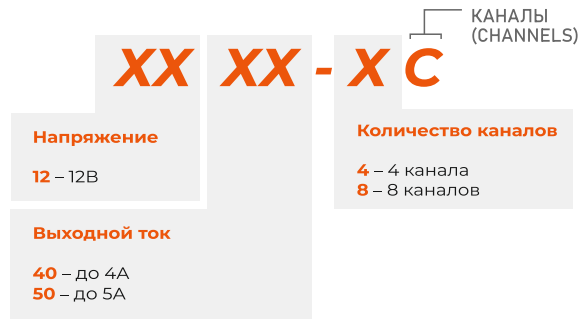 КАНАЛЫ
(CHANNELS)
XX XX - X C
Напряжение
12 – 12В
Количество каналов
4 – 4 канала
8 – 8 каналов
Выходной ток
40 – до 4А
50 – до 5А